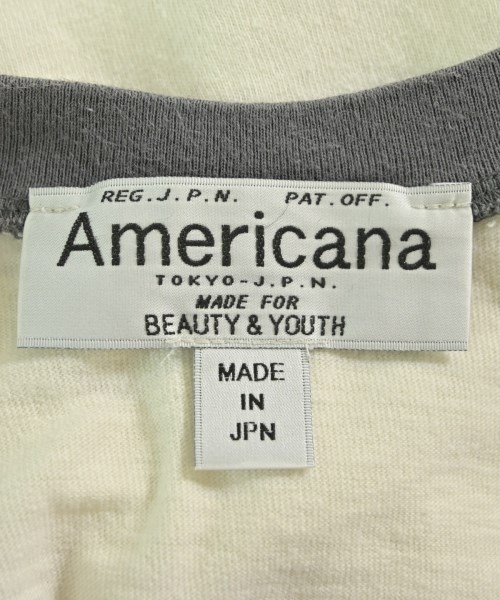 REG.J.P.N. PAT.OFF.
Americana
TOKYO-J.P.N.
MADE FOR
BEAUTY & YOUTH
MADE
IN
JPN